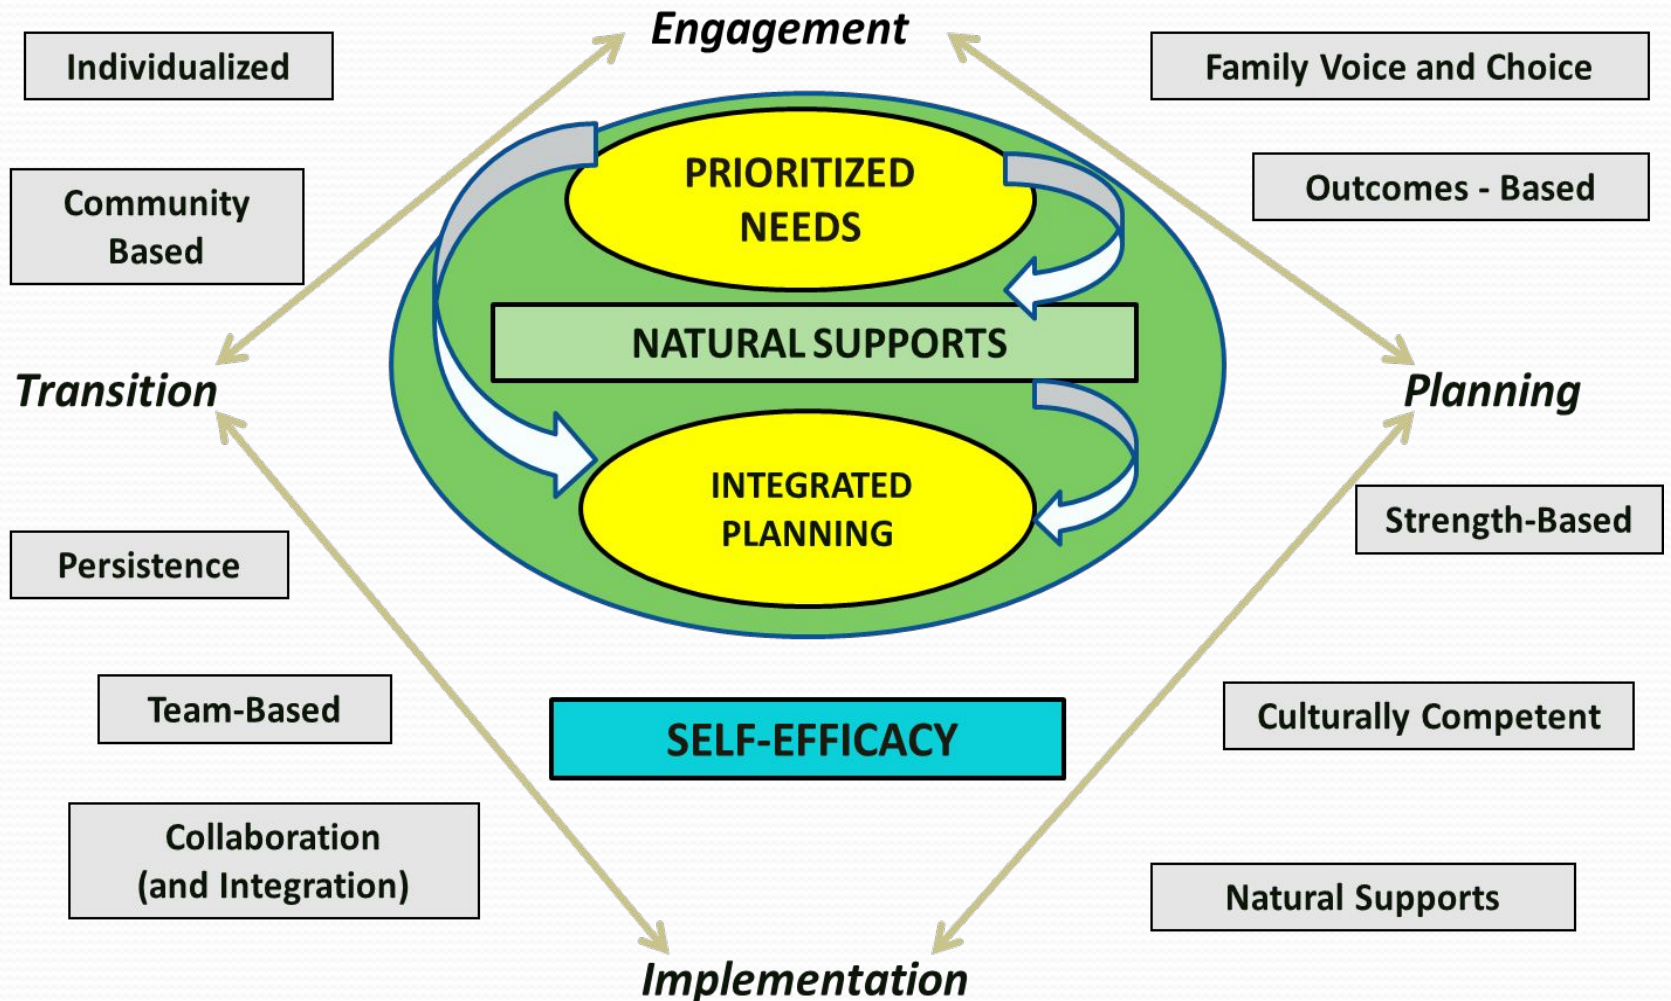 Engagement
Individualized
Family Voice and Choice
PRIORITIZED
NEEDS
Outcomes - Based
Community
Based
NATURAL SUPPORTS
Transition
Planning
INTEGRATED
PLANNING
Strength-Based
Persistence
Team-Based
SELF-EFFICACY
Culturally Competent
Collaboration
(and Integration)
Natural Supports
Implementation